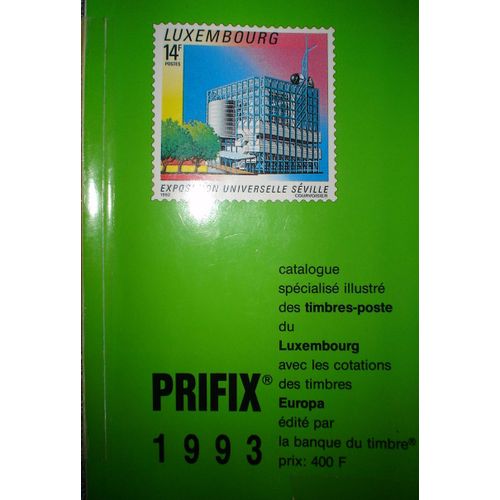 LUXEMBOURG
14F
POSTES
EXPOSITION UNIVERSELLE SÉVILLE
1992 COURVOISIER
catalogue
spécialisé illustré
des timbres-poste
du
Luxembourg
avec les cotations
des timbres
Europa
édité par
la banque du timbre®
prix: 400 F
PRIFIX®
1993